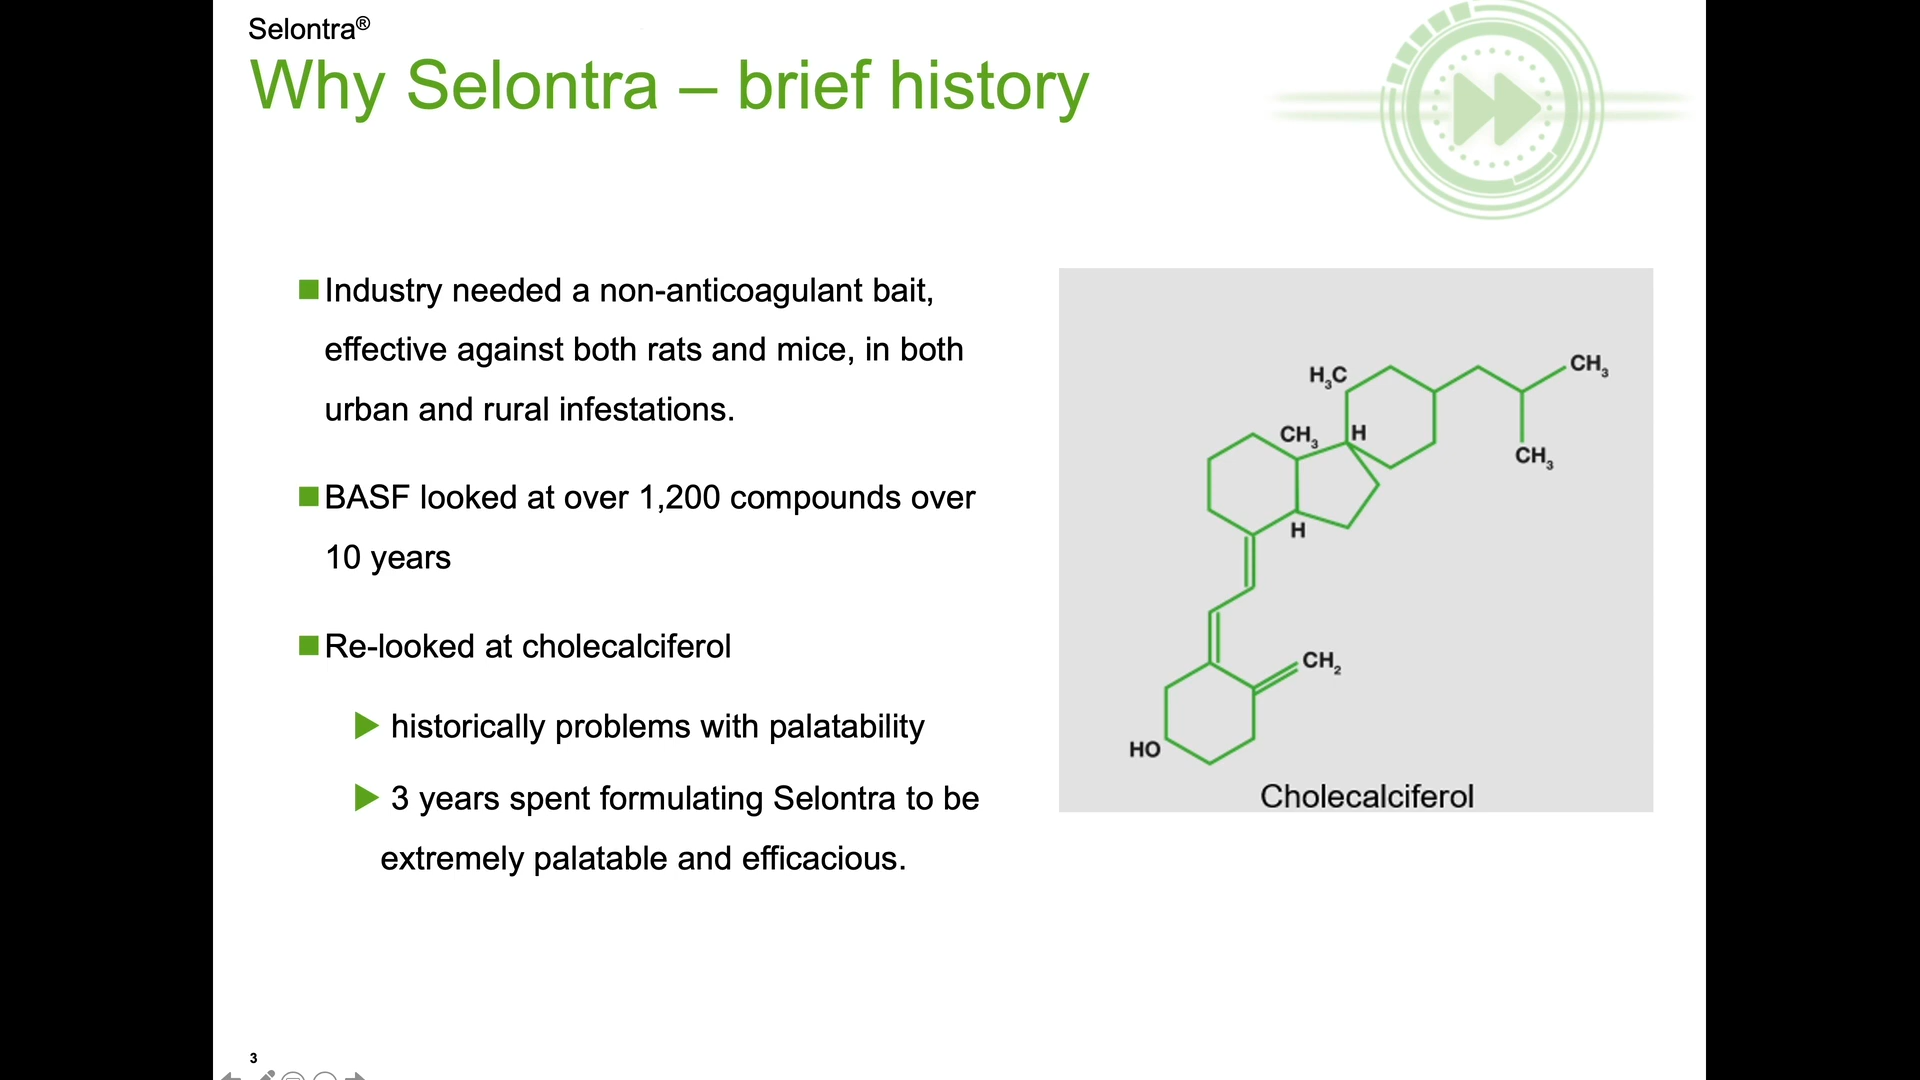 Selontra®
Why Selontra – brief history
Industry needed a non-anticoagulant bait,
effective against both rats and mice, in both
urban and rural infestations.
BASF looked at over 1,200 compounds over
10 years
Re-looked at cholecalciferol
historically problems with palatability
3 years spent formulating Selontra to be
extremely palatable and efficacious.
H₃C
CH₃
CH₃
H
CH₃
H
CH₂
HO
Cholecalciferol
3